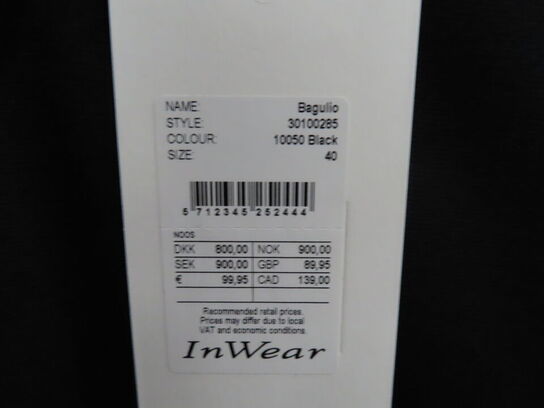 NAME: Bagulio
STYLE: 30100285
COLOUR: 10050 Black
SIZE: 40
5 712345 252444
NOOS
DKK 800,00 NOK 900,00
SEK 900,00 GBP 89,95
€ 99,95 CAD 139,00
Recommended retail prices.
Prices may differ due to local
VAT and economic conditions.
InWear